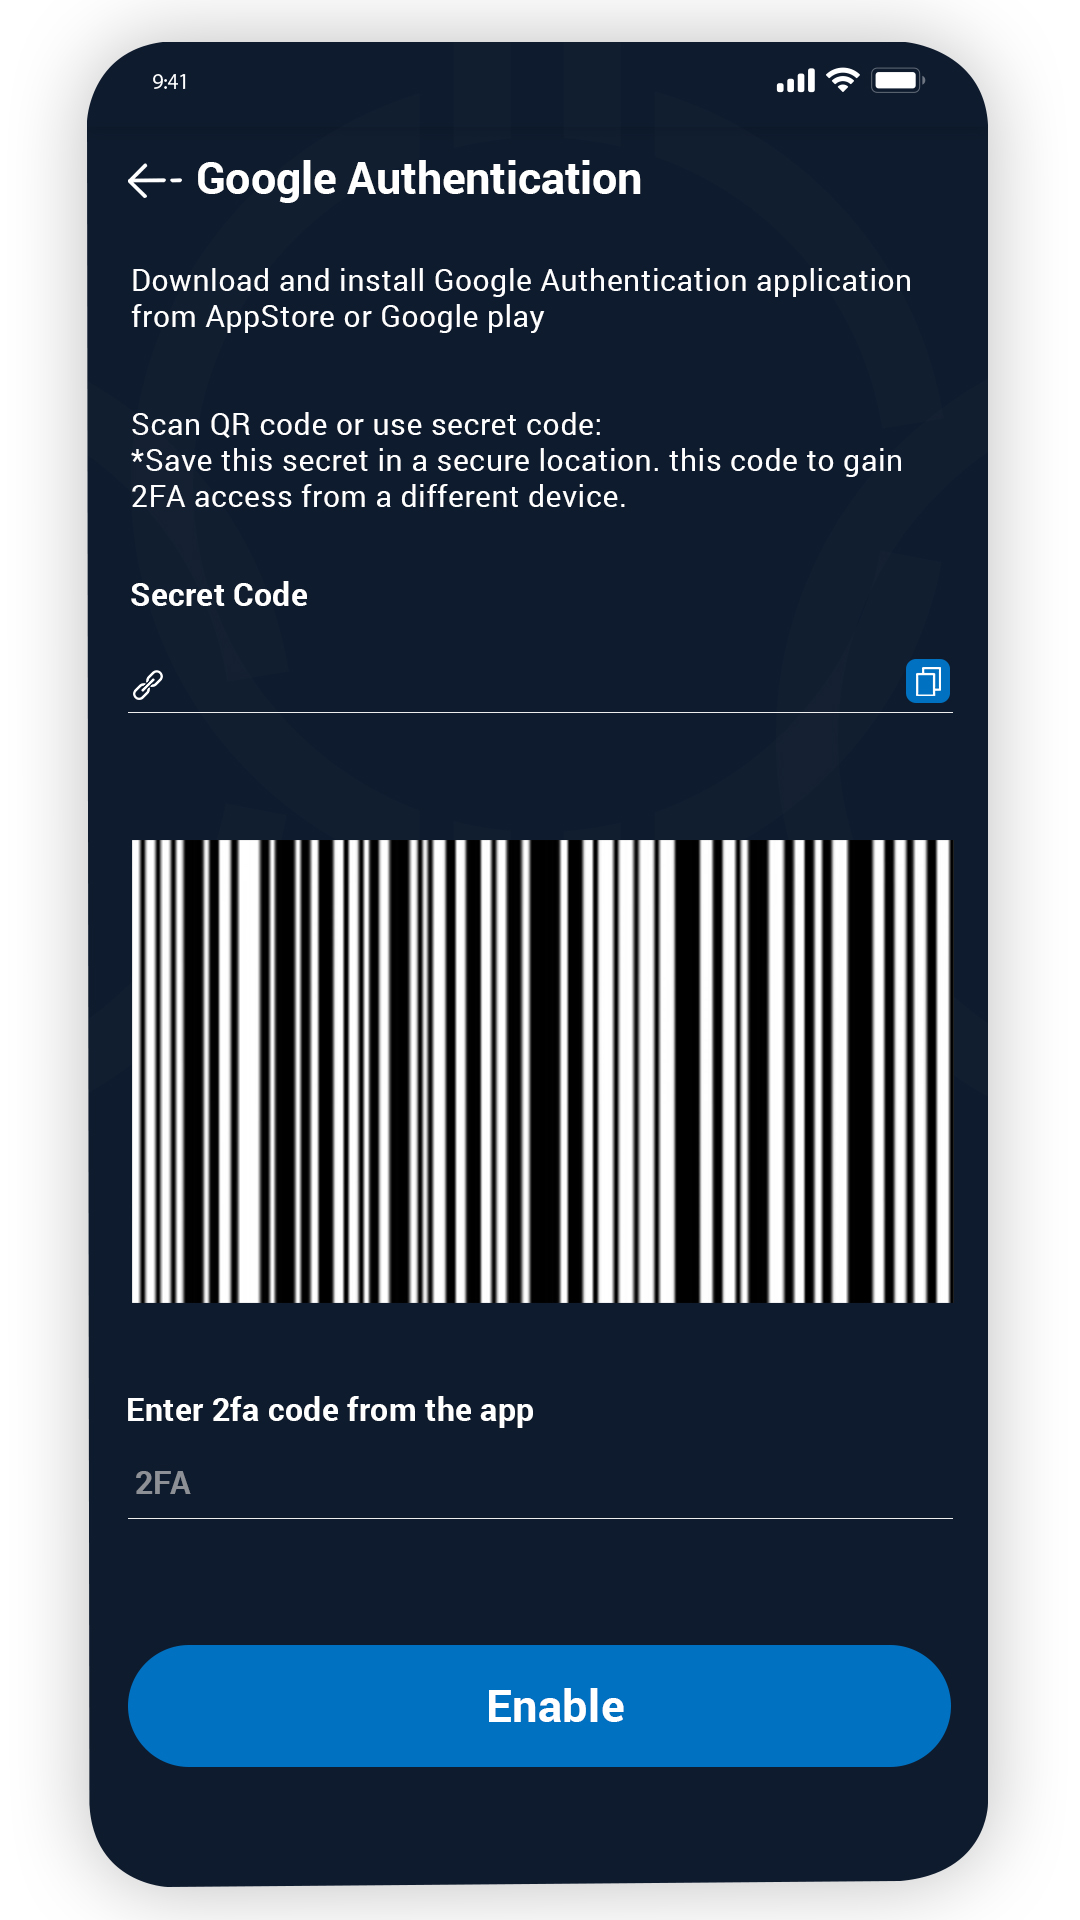 9:41
Google Authentication
Download and install Google Authentication application
from AppStore or Google play
Scan QR code or use secret code:
*Save this secret in a secure location. this code to gain
2FA access from a different device.
Secret Code
Enter 2fa code from the app
2FA
Enable